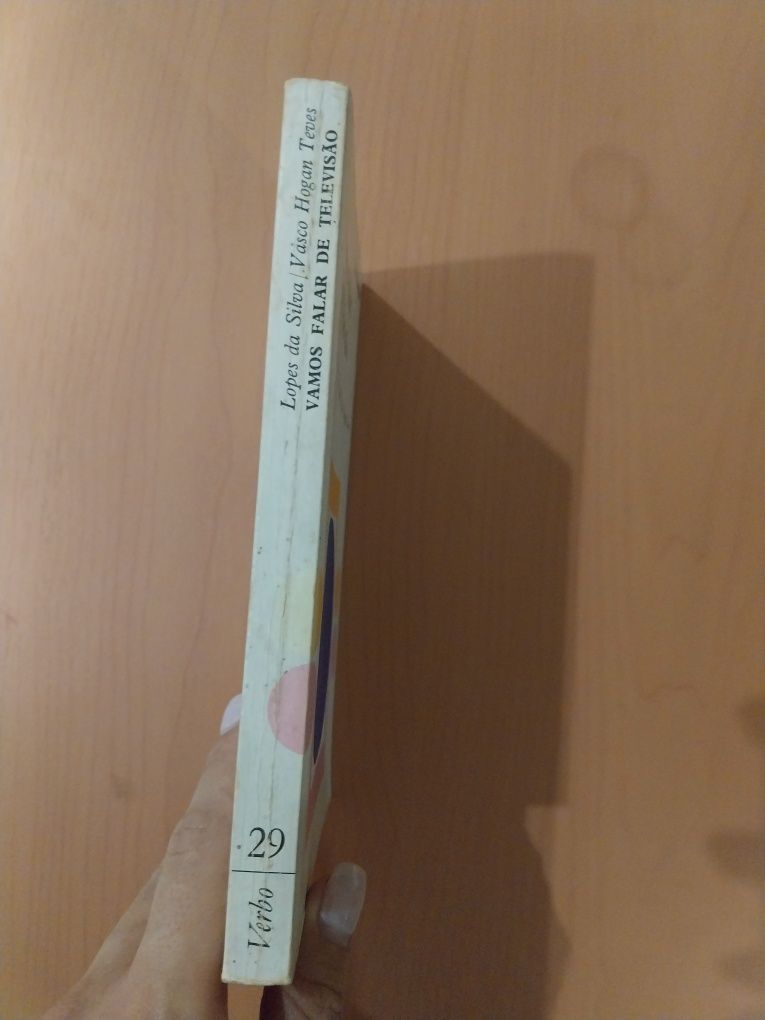 Lopes da Silva | Vasco Hogan Teves
VAMOS FALAR DE TELEVISÃO
29
Verbo